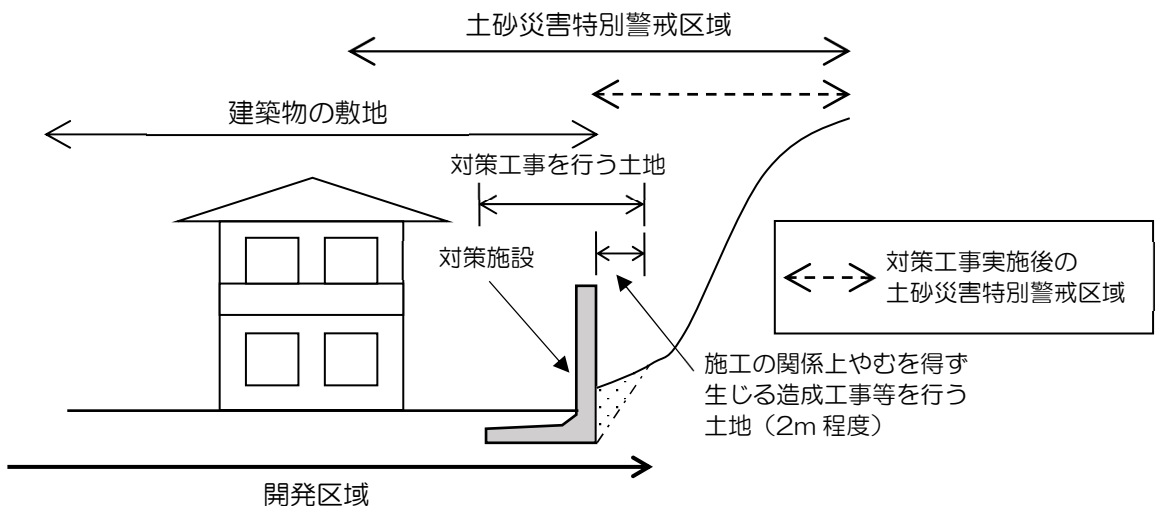 土砂災害特別警戒区域
建築物の敷地
対策工事を行う土地
対策施設
対策工事実施後の
土砂災害特別警戒区域
施工の関係上やむを得ず
生じる造成工事等を行う
土地（2m 程度）
開発区域